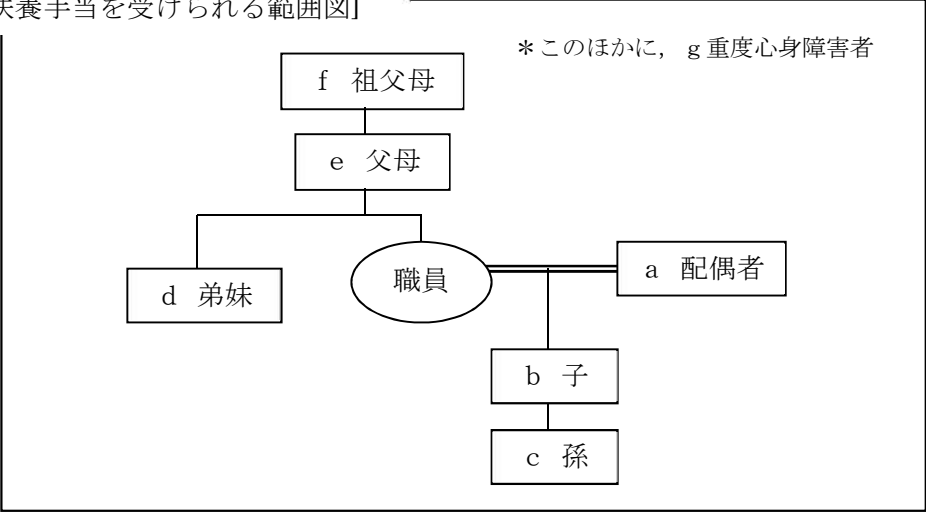 扶養手当を受けられる範囲図]
＊このほかに，ｇ重度心身障害者
ｆ　祖父母
ｅ　父母
職員
ａ　配偶者
ｄ　弟妹
ｂ　子
ｃ　孫